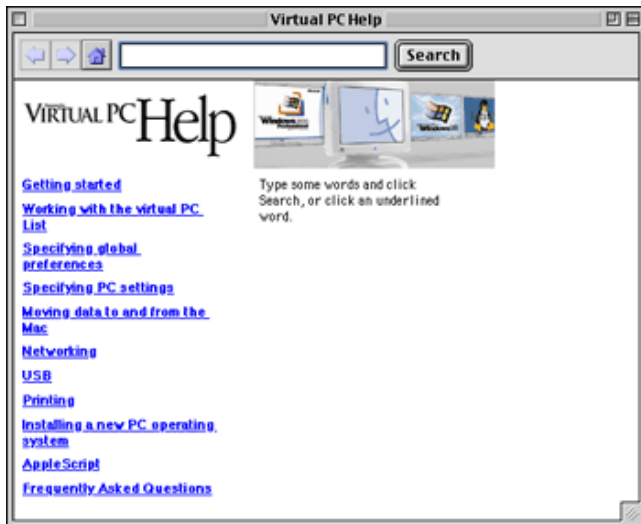 Virtual PC Help
Search
VIRTUAL PC Help
Getting started
Working with the virtual PC
List
Specifying global
preferences
Specifying PC settings
Moving data to and from the
Mac
Networking
USB
Printing
Installing a new PC operating
system
AppleScript
Frequently Asked Questions
Type some words and click
Search, or click an underlined
word.